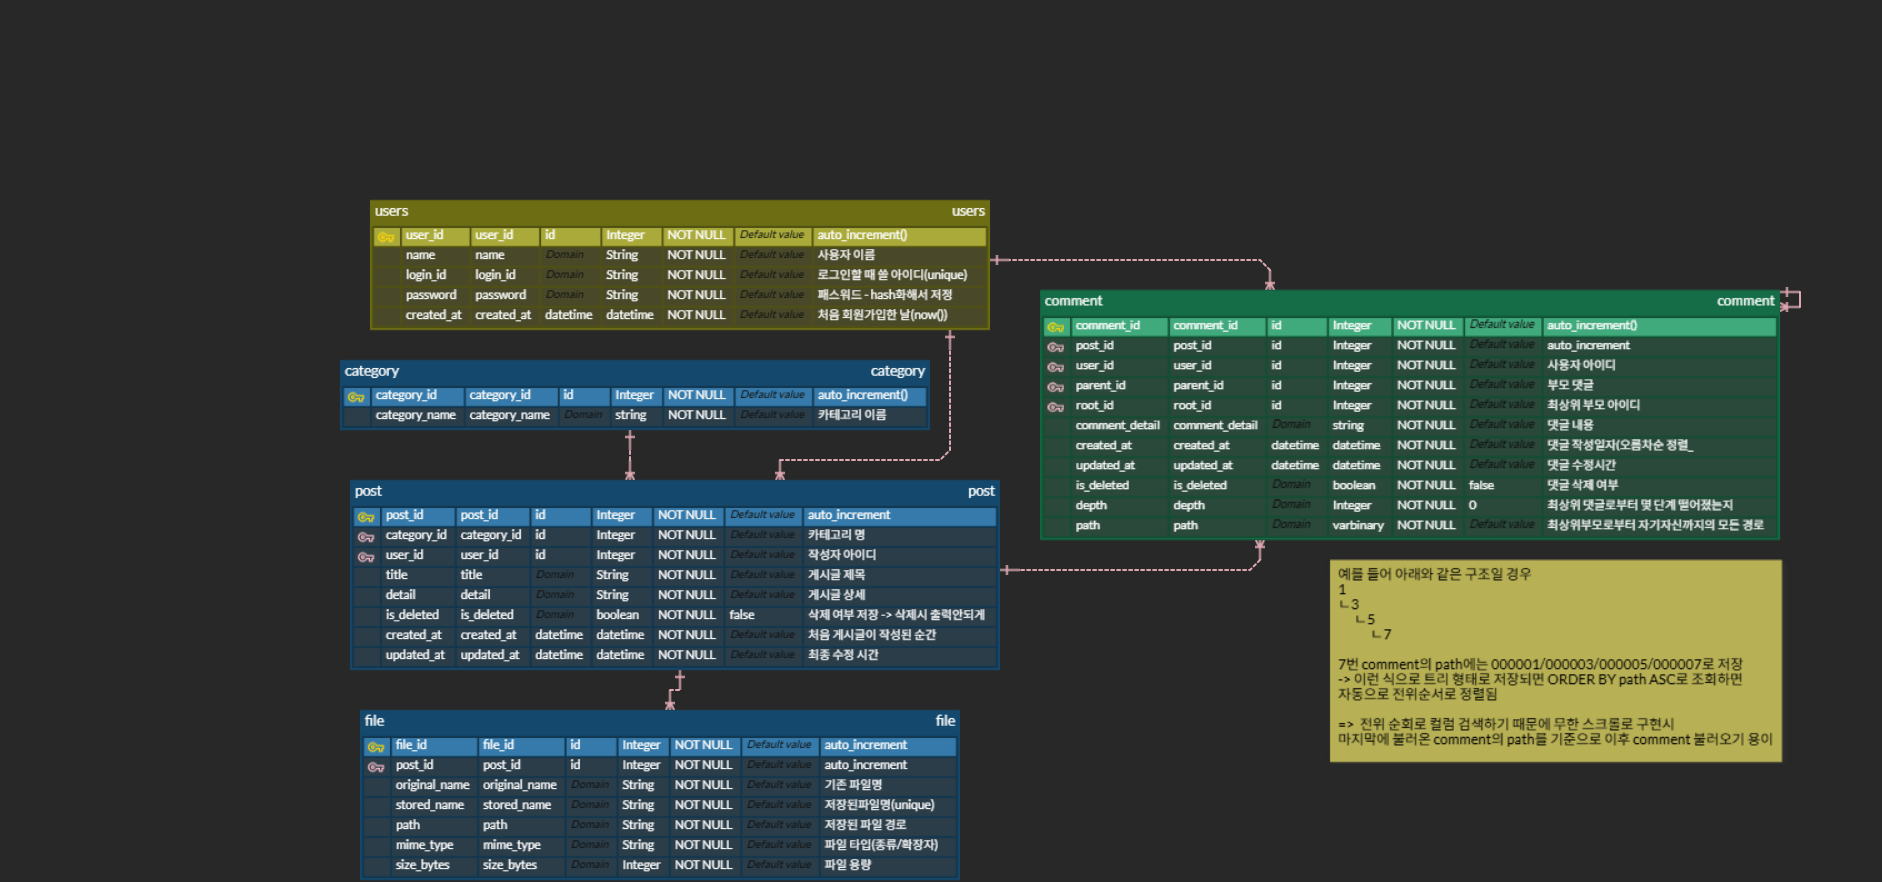 users users
user_id user_id id Integer NOT NULL Default value auto_increment()
name name Domain String NOT NULL Default value 사용자 이름
login_id login_id Domain String NOT NULL Default value 로그인할 때 쓸 아이디(unique)
password password Domain String NOT NULL Default value 패스워드 - hash화해서 저정
created_at created_at datetime datetime NOT NULL Default value 처음 회원가입한 날(now())
category category
category_id category_id id Integer NOT NULL Default value auto_increment()
category_name category_name Domain string NOT NULL Default value 카테고리 이름
post post
post_id post_id id Integer NOT NULL Default value auto_increment
category_id category_id id Integer NOT NULL Default value 카테고리 명
user_id user_id id Integer NOT NULL Default value 작성자 아이디
title title Domain String NOT NULL Default value 게시글 제목
detail detail Domain String NOT NULL Default value 게시글 상세
is_deleted is_deleted Domain boolean NOT NULL false 삭제 여부 저장 -> 삭제시 출력안되게
created_at created_at datetime datetime NOT NULL Default value 처음 게시글이 작성된 순간
updated_at updated_at datetime datetime NOT NULL Default value 최종 수정 시간
file file
file_id file_id id Integer NOT NULL Default value auto_increment
post_id post_id id Integer NOT NULL Default value auto_increment
original_name original_name Domain String NOT NULL Default value 기존 파일명
stored_name stored_name Domain String NOT NULL Default value 저장된파일명(unique)
path path Domain String NOT NULL Default value 저장된 파일 경로
mime_type mime_type Domain String NOT NULL Default value 파일 타입(종류/확장자)
size_bytes size_bytes Domain Integer NOT NULL Default value 파일 용량
comment comment
comment_id comment_id id Integer NOT NULL Default value auto_increment()
post_id post_id id Integer NOT NULL Default value auto_increment
user_id user_id id Integer NOT NULL Default value 사용자 아이디
parent_id parent_id id Integer NOT NULL Default value 부모 댓글
root_id root_id id Integer NOT NULL Default value 최상위 부모 아이디
comment_detail comment_detail Domain string NOT NULL Default value 댓글 내용
created_at created_at datetime datetime NOT NULL Default value 댓글 작성일자(오름차순 정렬_
updated_at updated_at datetime datetime NOT NULL Default value 댓글 수정시간
is_deleted is_deleted Domain boolean NOT NULL false 댓글 삭제 여부
depth depth Domain Integer NOT NULL 0 최상위 댓글로부터 몇 단계 떨어졌는지
path path Domain varbinary NOT NULL Default value 최상위부모로부터 자기자신까지의 모든 경로
예를 들어 아래와 같은 구조일 경우
1
ㄴ3
ㄴ5
ㄴ7
7번 comment의 path에는 000001/000003/000005/000007로 저장
-> 이런 식으로 트리 형태로 저장되면 ORDER BY path ASC로 조회하면
자동으로 전위순서로 정렬됨
=> 전위 순회로 컬럼 검색하기 때문에 무한 스크롤로 구현시
마지막에 불러온 comment의 path를 기준으로 이후 comment 불러오기 용이